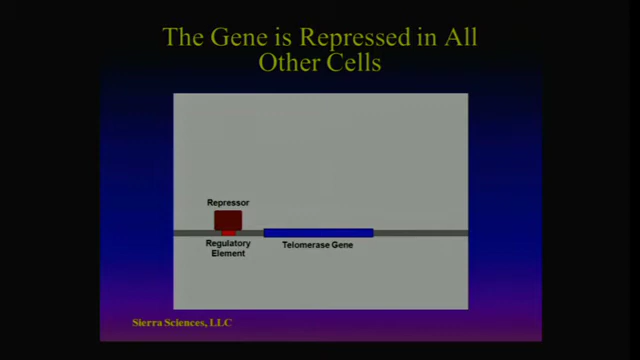 The Gene is Repressed in All
Other Cells
Repressor
Regulatory
Element
Telomerase Gene
Sierra Sciences, LLC